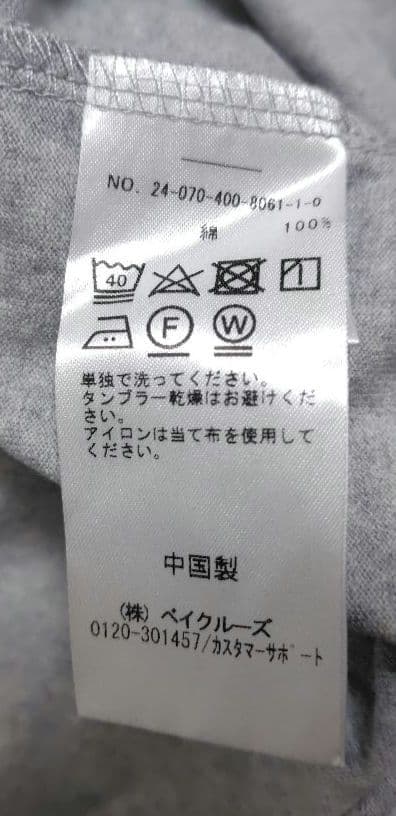 NO. 24-070-400-8061-1-0
綿 100%
40
F W
単独で洗ってください。
タンブラー乾燥はお避けくだ
さい。
アイロンは当て布を使用して
ください。
中国製
(株) ベイクルーズ
0120-301457/カスタマーサポート